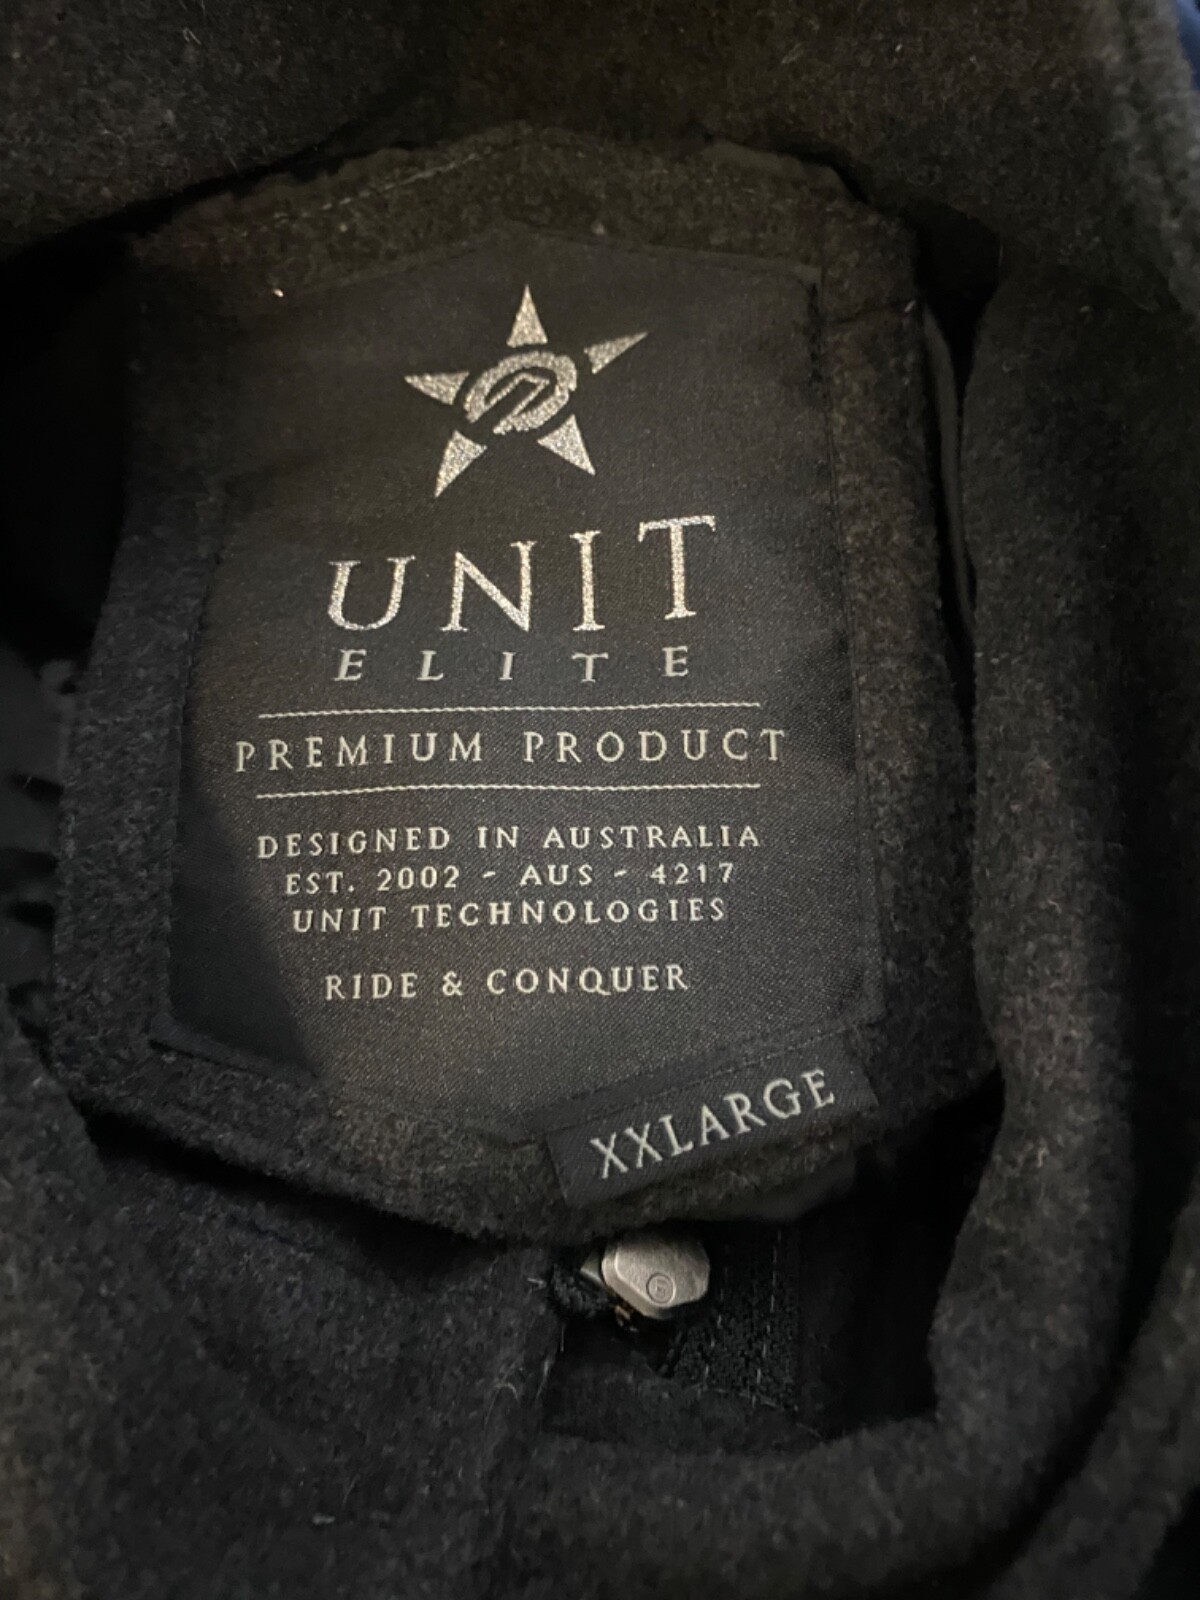 UNIT
ELITE
PREMIUM PRODUCT
DESIGNED IN AUSTRALIA
EST. 2002 - AUS - 4217
UNIT TECHNOLOGIES
RIDE & CONQUER
XXLARGE